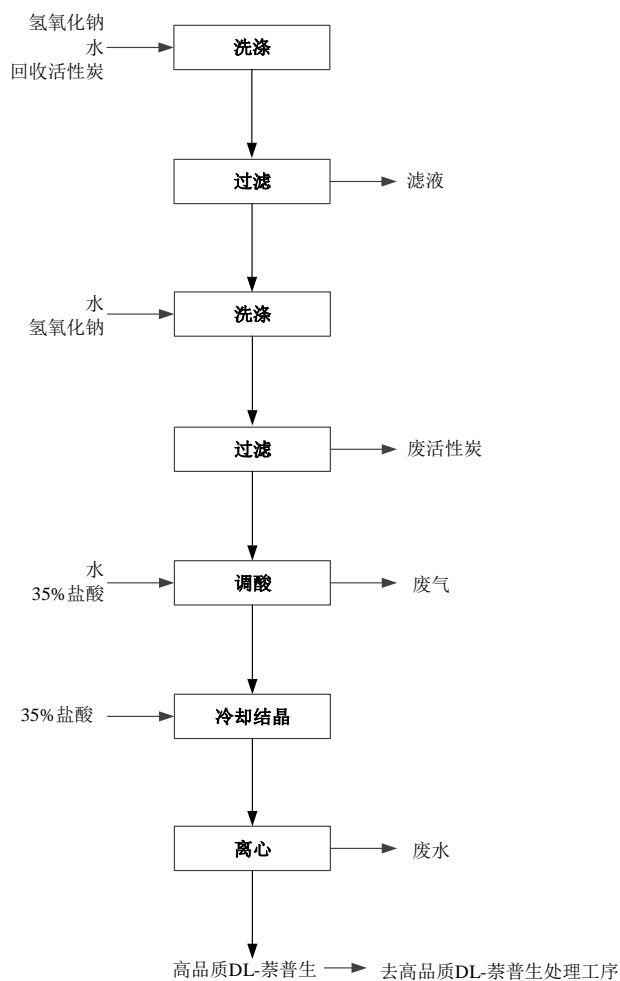 氢氧化钠
水
回收活性炭
洗涤
过滤
滤液
水
氢氧化钠
洗涤
过滤
废活性炭
水
35%盐酸
调酸
废气
35%盐酸
冷却结晶
离心
废水
高品质DL-萘普生
去高品质DL-萘普生处理工序